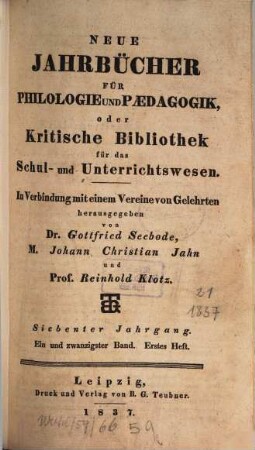 NEUE
JAHRBÜCHER
FÜR
PHILOLOGIE UND PÆDAGOGIK,
oder
Kritische Bibliothek
für das
Schul- und Unterrichtswesen.
In Verbindung mit einem Vereine von Gelehrten
herausgegeben
von
Dr. Gottfried Seebode,
M. Johann Christian Jahn
und
Prof. Reinhold Klotz.
21
1837
Siebenter Jahrgang.
Ein und zwanzigster Band. Erstes Heft.
Leipzig,
Druck und Verlag von B. G. Teubner.
1837.